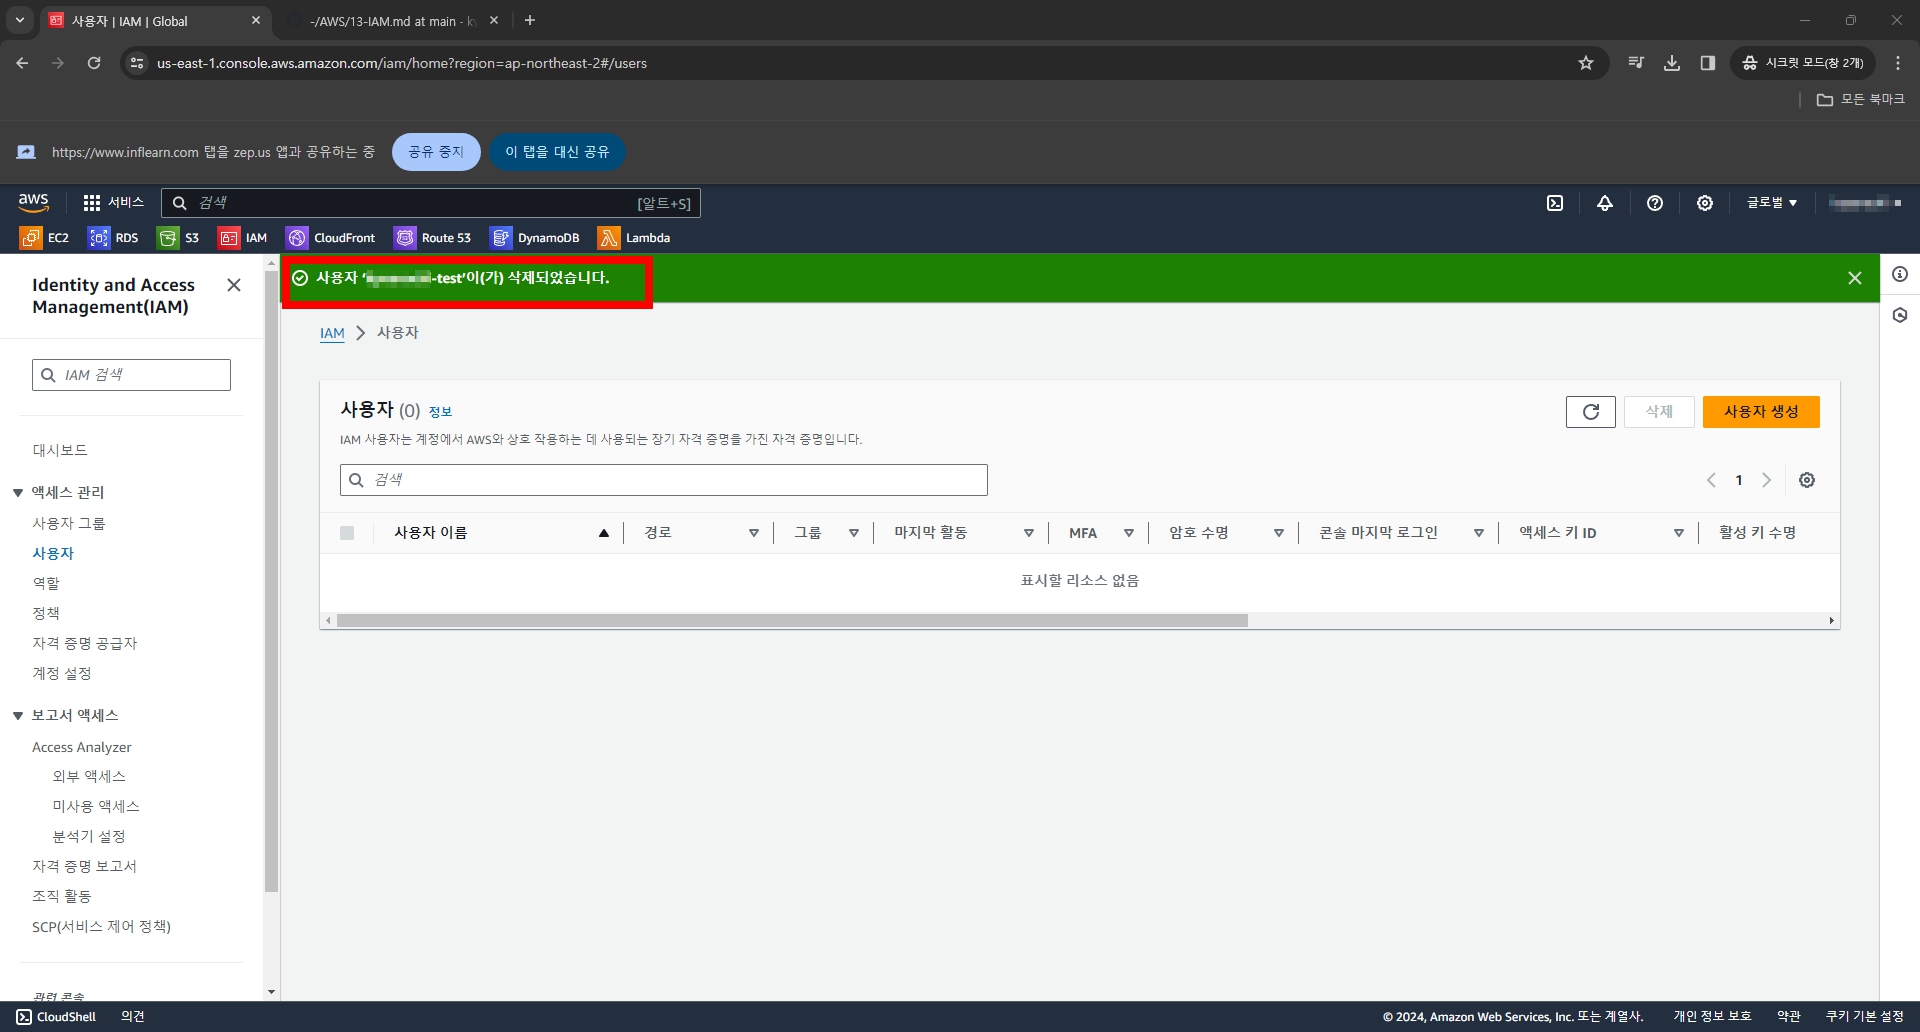 사용자 | IAM | Global
-/AWS/13-IAM.md at main · k
us-east-1.console.aws.amazon.com/iam/home?region=ap-northeast-2#/users
시크릿 모드(창 2개)
모든 북마크
https://www.inflearn.com 탭을 zep.us 앱과 공유하는 중
공유 중지
이 탭을 대신 공유
aws
서비스
검색
[알트+S]
글로벌
EC2
RDS
S3
IAM
CloudFront
Route 53
DynamoDB
Lambda
Identity and Access
Management(IAM)
IAM 검색
대시보드
액세스 관리
사용자 그룹
사용자
역할
정책
자격 증명 공급자
계정 설정
보고서 액세스
Access Analyzer
외부 액세스
미사용 액세스
분석기 설정
자격 증명 보고서
조직 활동
SCP(서비스 제어 정책)
관련 콘솔
사용자 '-test'이(가) 삭제되었습니다.
IAM
사용자
사용자 (0) 정보
삭제
사용자 생성
IAM 사용자는 계정에서 AWS와 상호 작용하는 데 사용되는 장기 자격 증명을 가진 자격 증명입니다.
검색
1
사용자 이름
경로
그룹
마지막 활동
MFA
암호 수명
콘솔 마지막 로그인
액세스 키 ID
활성 키 수명
표시할 리소스 없음
CloudShell
의견
© 2024, Amazon Web Services, Inc. 또는 계열사.
개인 정보 보호
약관
쿠키 기본 설정